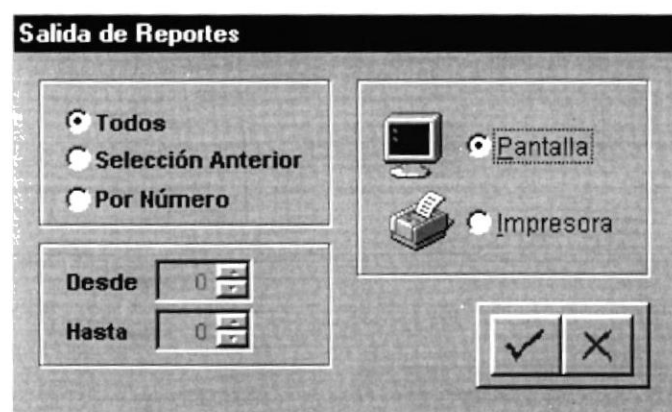 Salida de Reportes
Todos
Selección Anterior
Por Número
Desde 0
Hasta 0
Pantalla
Impresora